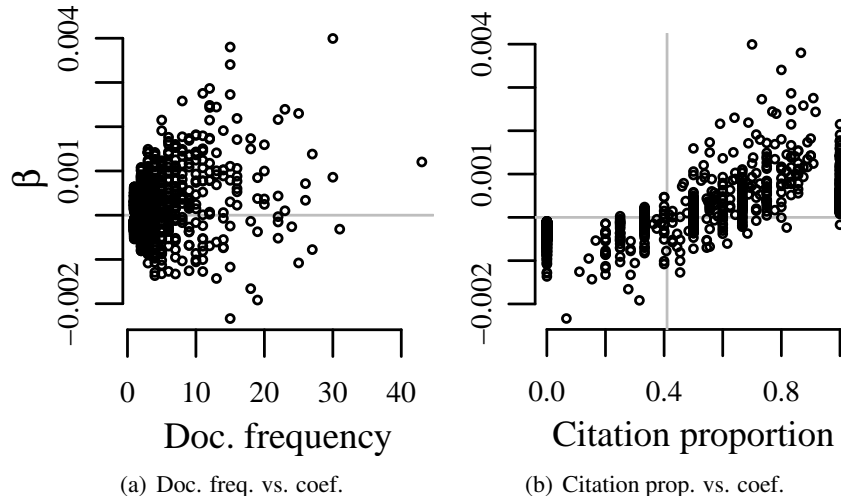 0.004
0.001
−0.002
β
0 10 20 30 40
Doc. frequency
(a) Doc. freq. vs. coef.
0.004
0.001
−0.002
0.0 0.4 0.8
Citation proportion
(b) Citation prop. vs. coef.